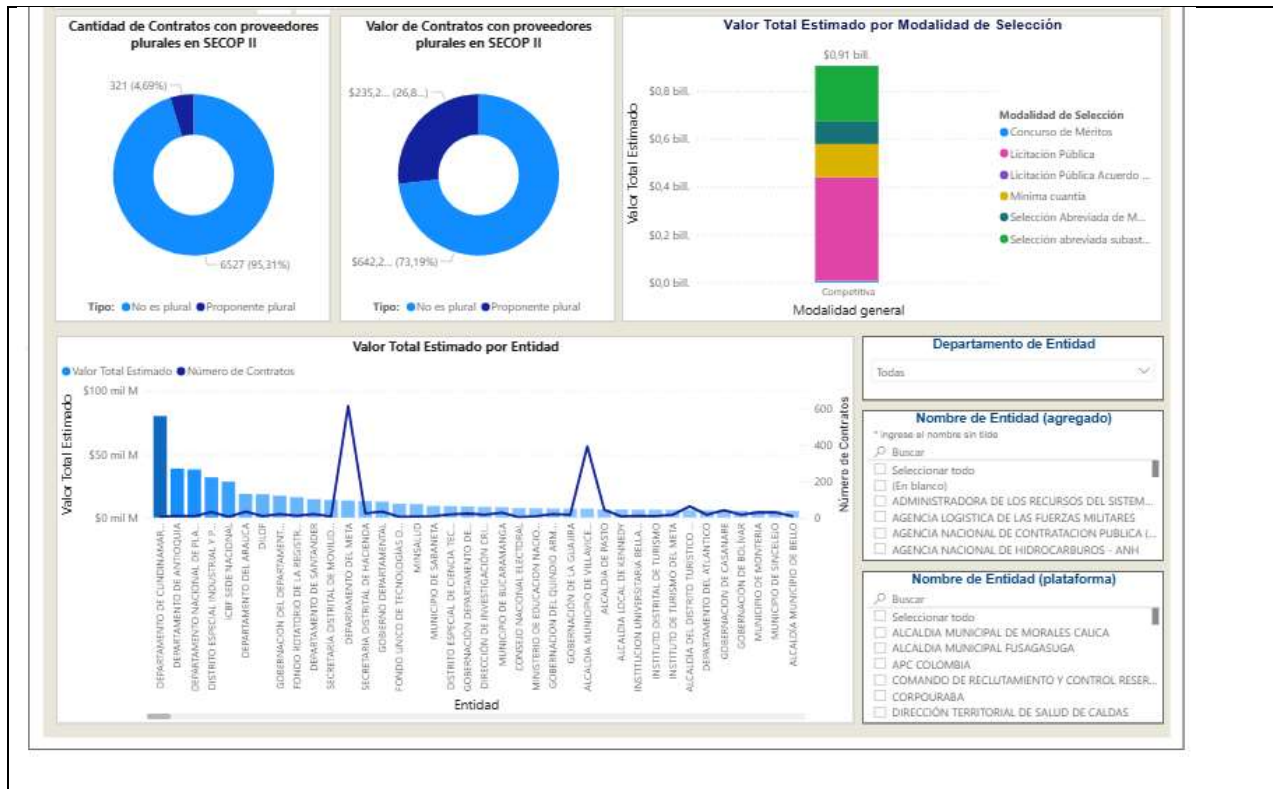 Cantidad de Contratos con proveedores
plurales en SECOP II
321 (4,69%)
6527 (95,31%)
Tipo: No es plural Proponente plural
Valor de Contratos con proveedores
plurales en SECOP II
$235,2... (26,8...)
$642,2... (73,19%)
Tipo: No es plural Proponente plural
Valor Total Estimado por Modalidad de Selección
$0,91 bill.
Valor Total Estimado
$0,8 bill.
$0,6 bill.
$0,4 bill.
$0,2 bill.
$0,0 bill.
Competitiva
Modalidad general
Modalidad de Selección
Concurso de Méritos
Licitación Pública
Licitación Pública Acuerdo ...
Mínima cuantía
Selección Abreviada de M...
Selección abreviada subast...
Valor Total Estimado por Entidad
Valor Total Estimado Número de Contratos
Valor Total Estimado
$100 mil M
$50 mil M
$0 mil M
600
400
200
0
Número de Contratos
DEPARTAMENTO DE CUNDINAMAR...
DEPARTAMENTO DE ANTIOQUIA
DEPARTAMENTO NACIONAL DE PLA...
DISTRITO ESPECIAL INDUSTRIAL Y P...
ICBF SEDE NACIONAL
DEPARTAMENTO DEL ARAUCA
GOBERNACION DEL DEPARTAMENT...
FONDO ROTATORIO DE LA REGISTR...
DEPARTAMENTO DE SANTANDER
SECRETARÍA DISTRITAL DE MOVILID...
DEPARTAMENTO DEL META
SECRETARÍA DISTRITAL DE HACIENDA
GOBIERNO DEPARTAMENTAL
FONDO ÚNICO DE TECNOLOGÍAS D...
MINSALUD
MUNICIPIO DE SABANETA
DISTRITO ESPECIAL DE CIENCIA TEC...
GOBERNACIÓN DEPARTAMENTO DE...
DIRECCIÓN DE INVESTIGACIÓN CRI...
MUNICIPIO DE BUCARAMANGA
CONSEJO NACIONAL ELECTORAL
MINISTERIO DE EDUCACION NACIO...
GOBERNACION DEL QUINDIO ARM...
GOBERNACIÓN DE LA GUAJIRA
ALCALDIA MUNICIPIO DE VILLAVICE...
ALCALDIA DE PASTO
ALCALDIA LOCAL DE KENNEDY
INSTITUCION UNIVERSITARIA BELLA...
INSTITUTO DISTRITAL DE TURISMO
INSTITUTO DE TURISMO DEL META
ALCALDÍA DEL DISTRITO TURÍSTICO...
DEPARTAMENTO DEL ATLANTICO
GOBERNACION DE CASANARE
GOBERNACIÓN DE BOLÍVAR
MUNICIPIO DE MONTERIA
MUNICIPIO DE SINCELEJO
ALCALDÍA MUNICIPIO DE BELLO
Entidad
Departamento de Entidad
Todas
Nombre de Entidad (agregado)
* Ingrese el nombre sin tilde
Buscar
Seleccionar todo
(En blanco)
ADMINISTRADORA DE LOS RECURSOS DEL SISTEM...
AGENCIA LOGISTICA DE LAS FUERZAS MILITARES
AGENCIA NACIONAL DE CONTRATACION PUBLICA (...
AGENCIA NACIONAL DE HIDROCARBUROS - ANH
Nombre de Entidad (plataforma)
Buscar
Seleccionar todo
ALCALDIA MUNICIPAL DE MORALES CAUCA
ALCALDIA MUNICIPAL FUSAGASUGA
APC COLOMBIA
COMANDO DE RECLUTAMIENTO Y CONTROL RESER...
CORPOURABA
DIRECCIÓN TERRITORIAL DE SALUD DE CALDAS